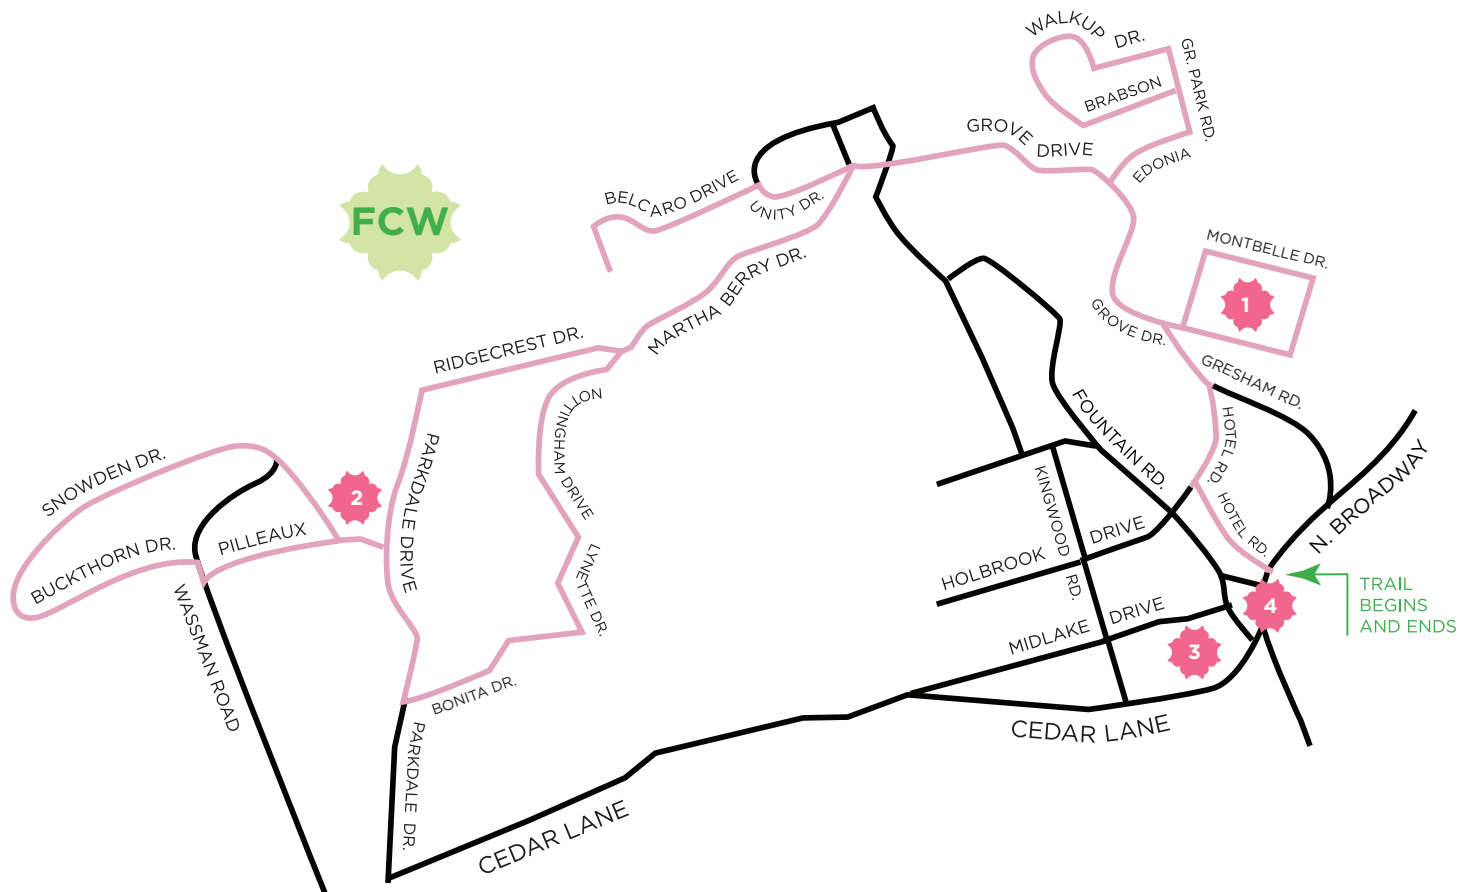 WALKUP DR.
GR. PARK RD.
BRABSON
GROVE DRIVE
EDONIA
BELCARO DRIVE
UNITY DR.
FCW
MONTBELLE DR.
MARTHA BERRY DR.
1
GROVE DR.
RIDGECREST DR.
GRESHAM RD.
NOTTINGHAM DRIVE
FOUNTAIN RD.
HOTEL RD.
PARKDALE DRIVE
SNOWDEN DR.
2
N. BROADWAY
KINGWOOD RD.
HOTEL RD.
PILLEAUX
HOLBROOK DRIVE
BUCKTHORN DR.
LYNETTE DR.
TRAIL
BEGINS
AND ENDS
4
WASSMAN ROAD
MIDLAKE DRIVE
3
BONITA DR.
CEDAR LANE
PARKDALE DR.
CEDAR LANE